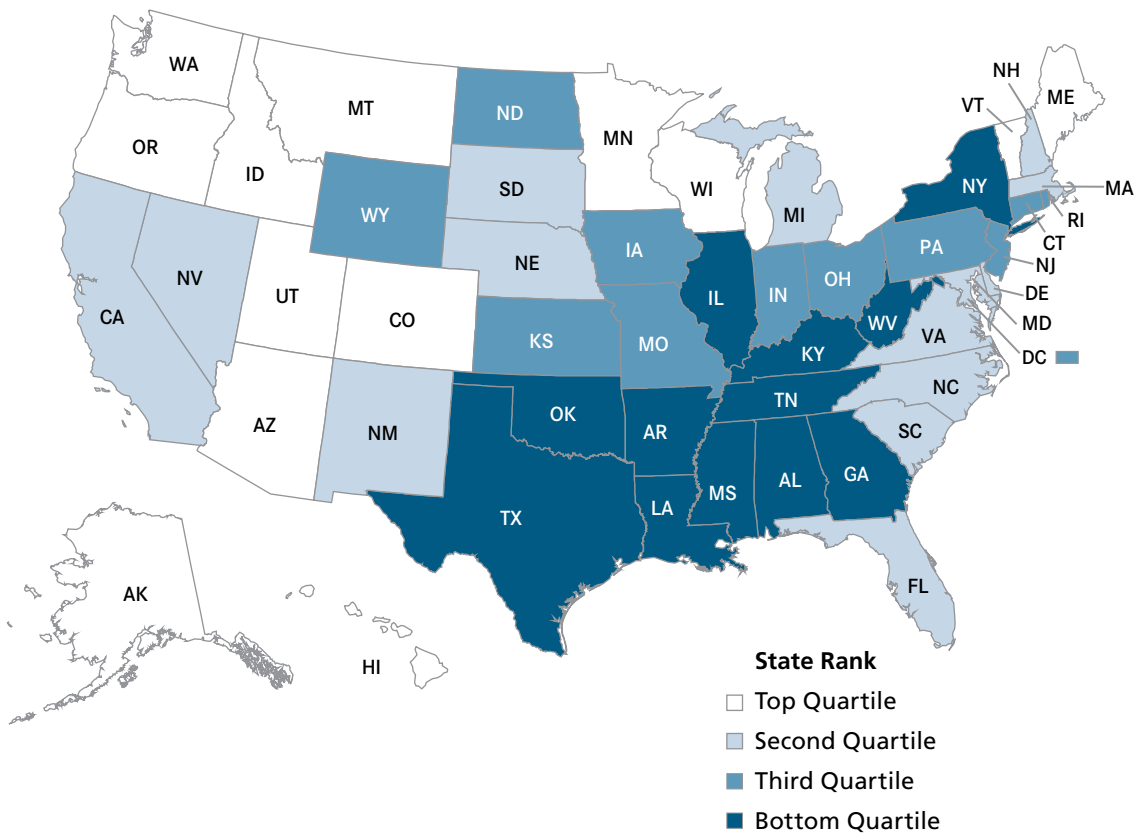 WA
MT
ND
MN
OR
ID
WY
SD
WI
MI
NH
VT
ME
NY
MA
RI
CT
NJ
PA
DE
MD
DC
CA
NV
UT
CO
NE
IA
IL
IN
OH
WV
VA
KS
MO
KY
NC
TN
SC
AZ
NM
OK
AR
TX
LA
MS
AL
GA
FL
AK
HI
State Rank
Top Quartile
Second Quartile
Third Quartile
Bottom Quartile